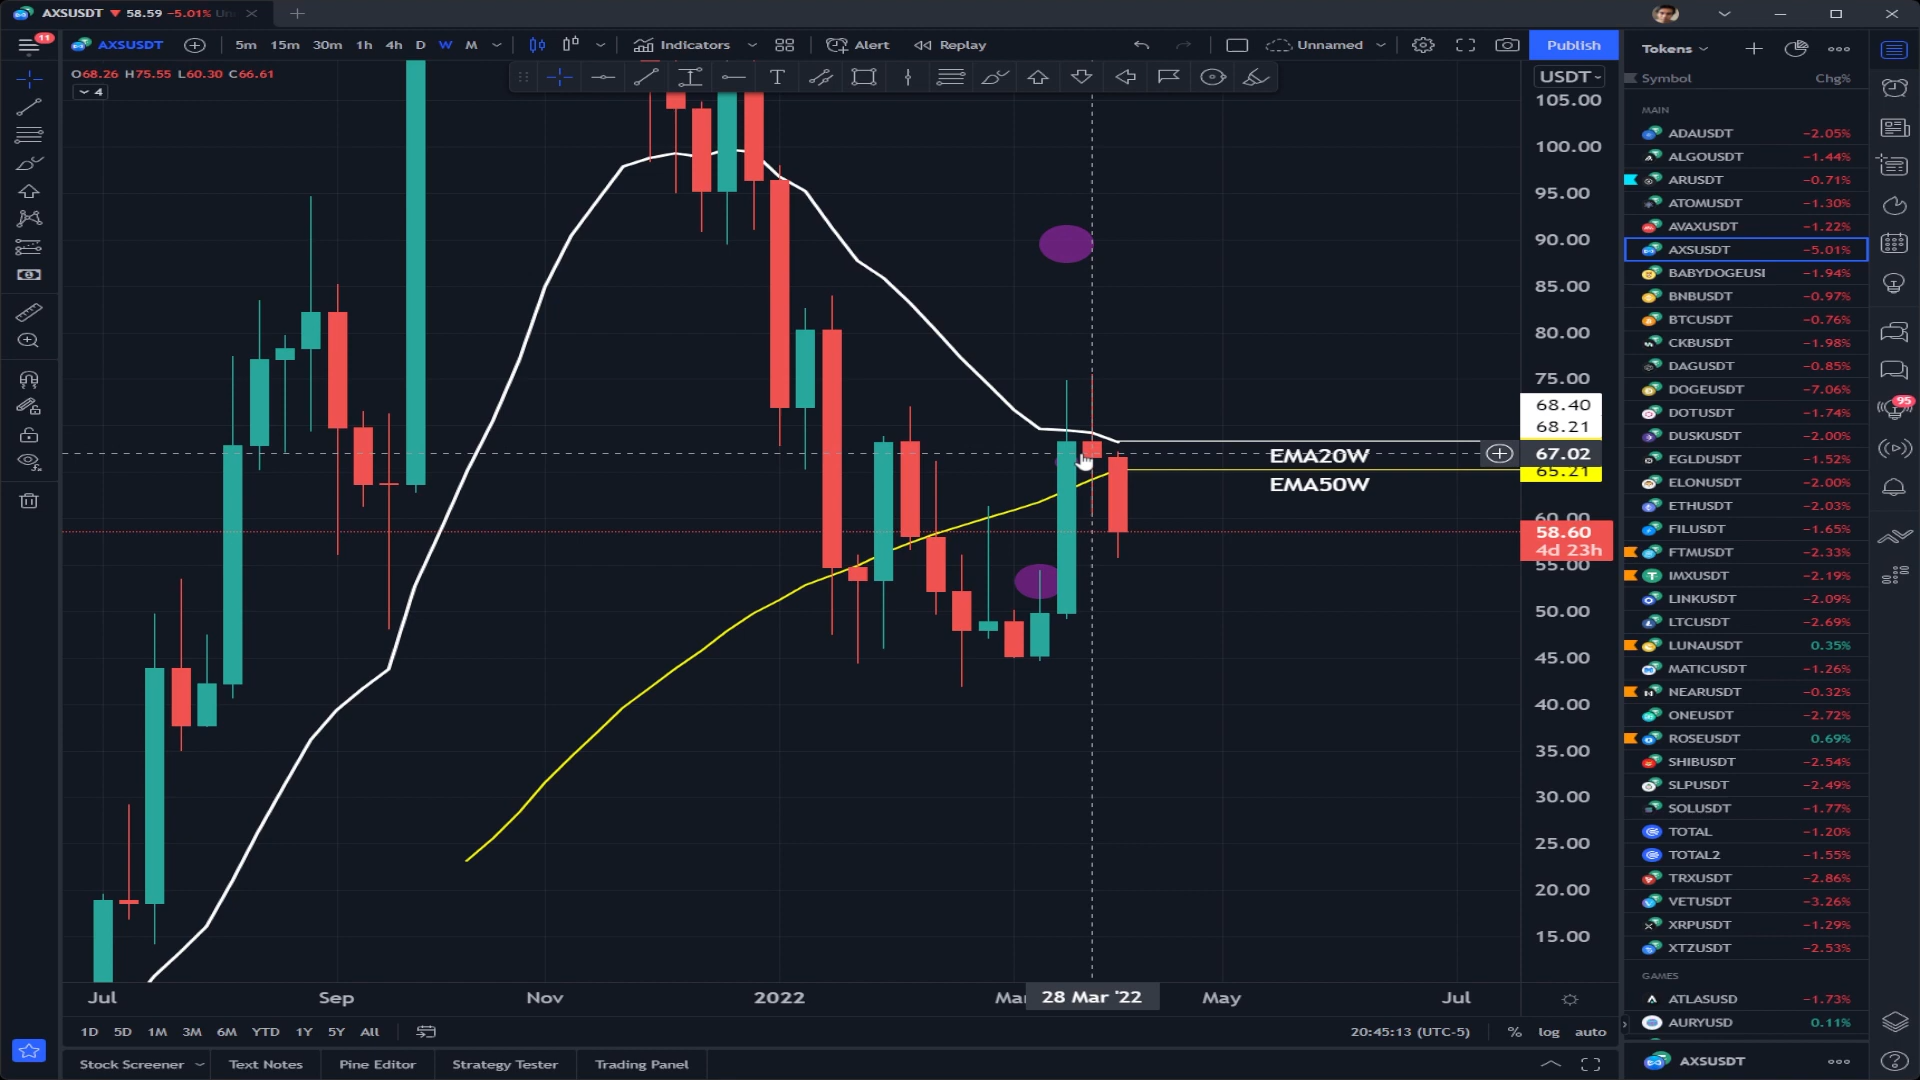 AXSUSDT 58.59 -5.01%
11 AXSUSDT 5m 15m 30m 1h 4h D W M Indicators Alert Replay Unnamed Publish
Tokens
O68.26 H75.55 L60.30 C66.61
4
T
USDT
Symbol Chg%
MAIN
ADAUSDT -2.05%
ALGOUSDT -1.44%
ARUSDT -0.71%
ATOMUSDT -1.30%
AVAXUSDT -1.22%
AXSUSDT -5.01%
BABYDOGEUSI -1.94%
BNBUSDT -0.97%
BTCUSDT -0.76%
CKBUSDT -1.98%
DAGUSDT -0.85%
DOGEUSDT -7.06%
DOTUSDT -1.74%
DUSKUSDT -2.00%
EGLDUSDT -1.52%
ELONUSDT -2.00%
ETHUSDT -2.03%
FILUSDT -1.65%
FTMUSDT -2.33%
IMXUSDT -2.19%
LINKUSDT -2.09%
LTCUSDT -2.69%
LUNAUSDT 0.35%
MATICUSDT -1.26%
NEARUSDT -0.32%
ONEUSDT -2.72%
ROSEUSDT 0.69%
SHIBUSDT -2.54%
SLPUSDT -2.49%
SOLUSDT -1.77%
TOTAL -1.20%
TOTAL2 -1.55%
TRXUSDT -2.86%
VETUSDT -3.26%
XRPUSDT -1.29%
XTZUSDT -2.53%
GAMES
ATLASUSD -1.73%
AURYUSD 0.11%
AXSUSDT
95
105.00
100.00
95.00
90.00
85.00
80.00
75.00
68.40
68.21
67.02
65.21
60.00
58.60
4d 23h
55.00
50.00
45.00
40.00
35.00
30.00
25.00
20.00
15.00
EMA20W
EMA50W
Jul Sep Nov 2022 Mar 28 Mar '22 May Jul
1D 5D 1M 3M 6M YTD 1Y 5Y All 20:45:13 (UTC-5) % log auto
Stock Screener Text Notes Pine Editor Strategy Tester Trading Panel